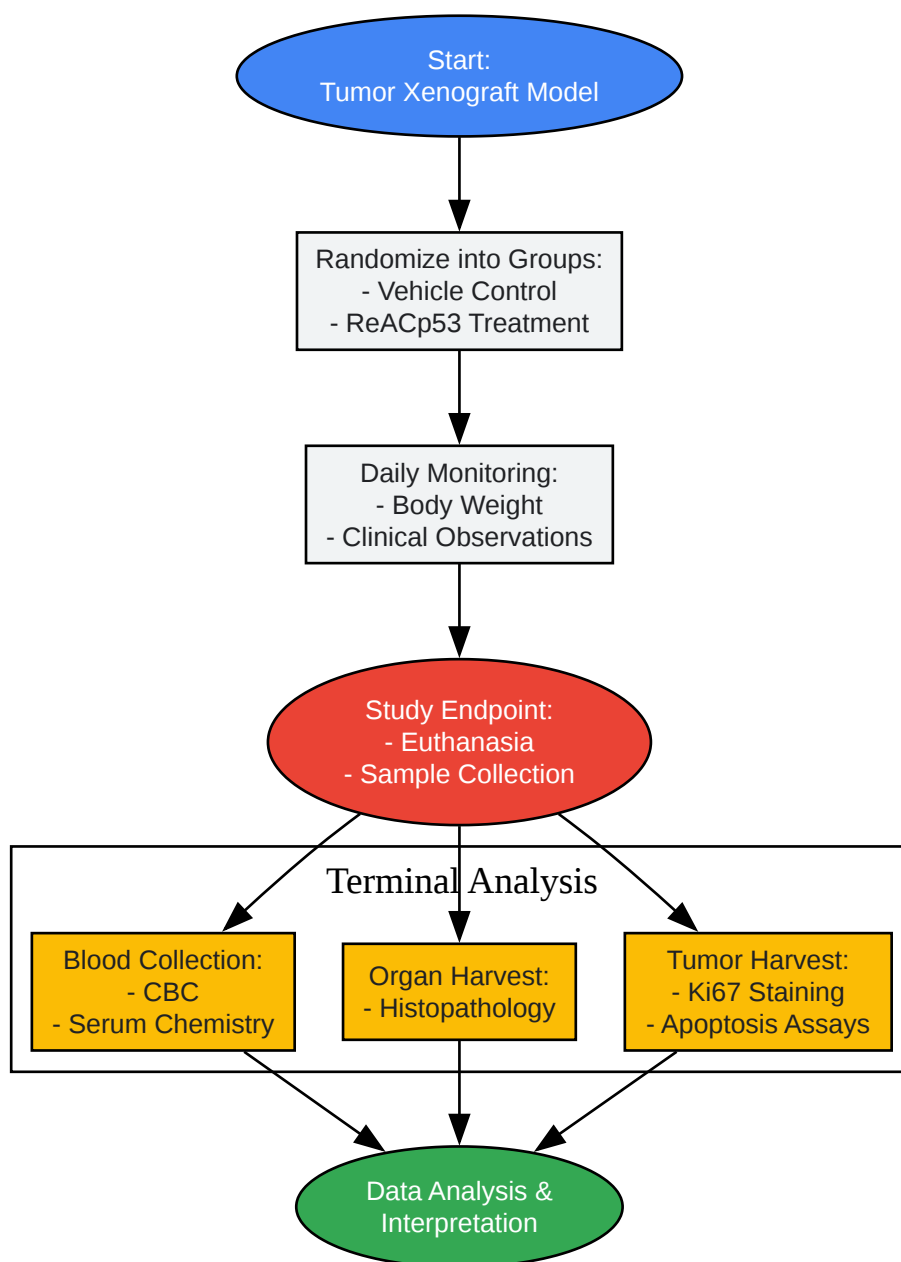 Start:
Tumor Xenograft Model
Randomize into Groups:
- Vehicle Control
- ReACp53 Treatment
Daily Monitoring:
- Body Weight
- Clinical Observations
Study Endpoint:
- Euthanasia
- Sample Collection
Terminal Analysis
Blood Collection:
- CBC
- Serum Chemistry
Organ Harvest:
- Histopathology
Tumor Harvest:
- Ki67 Staining
- Apoptosis Assays
Data Analysis &
Interpretation